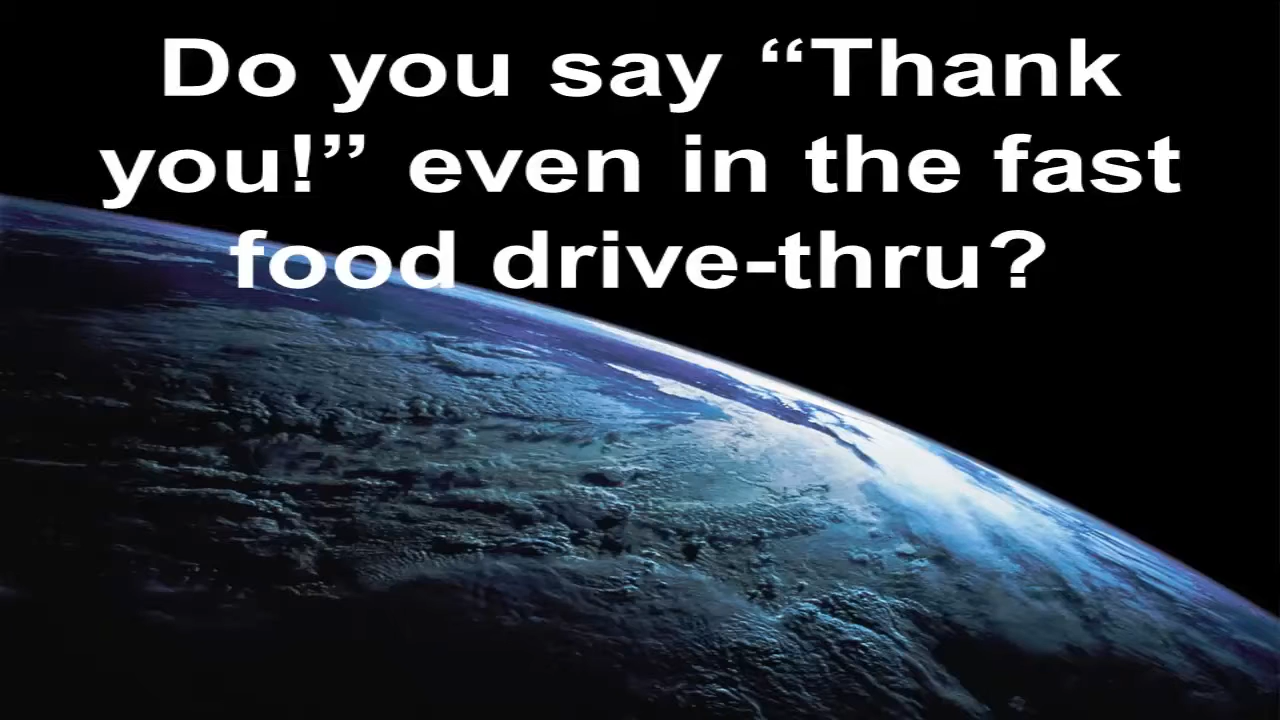 Do you say “Thank
you!” even in the fast
food drive-thru?